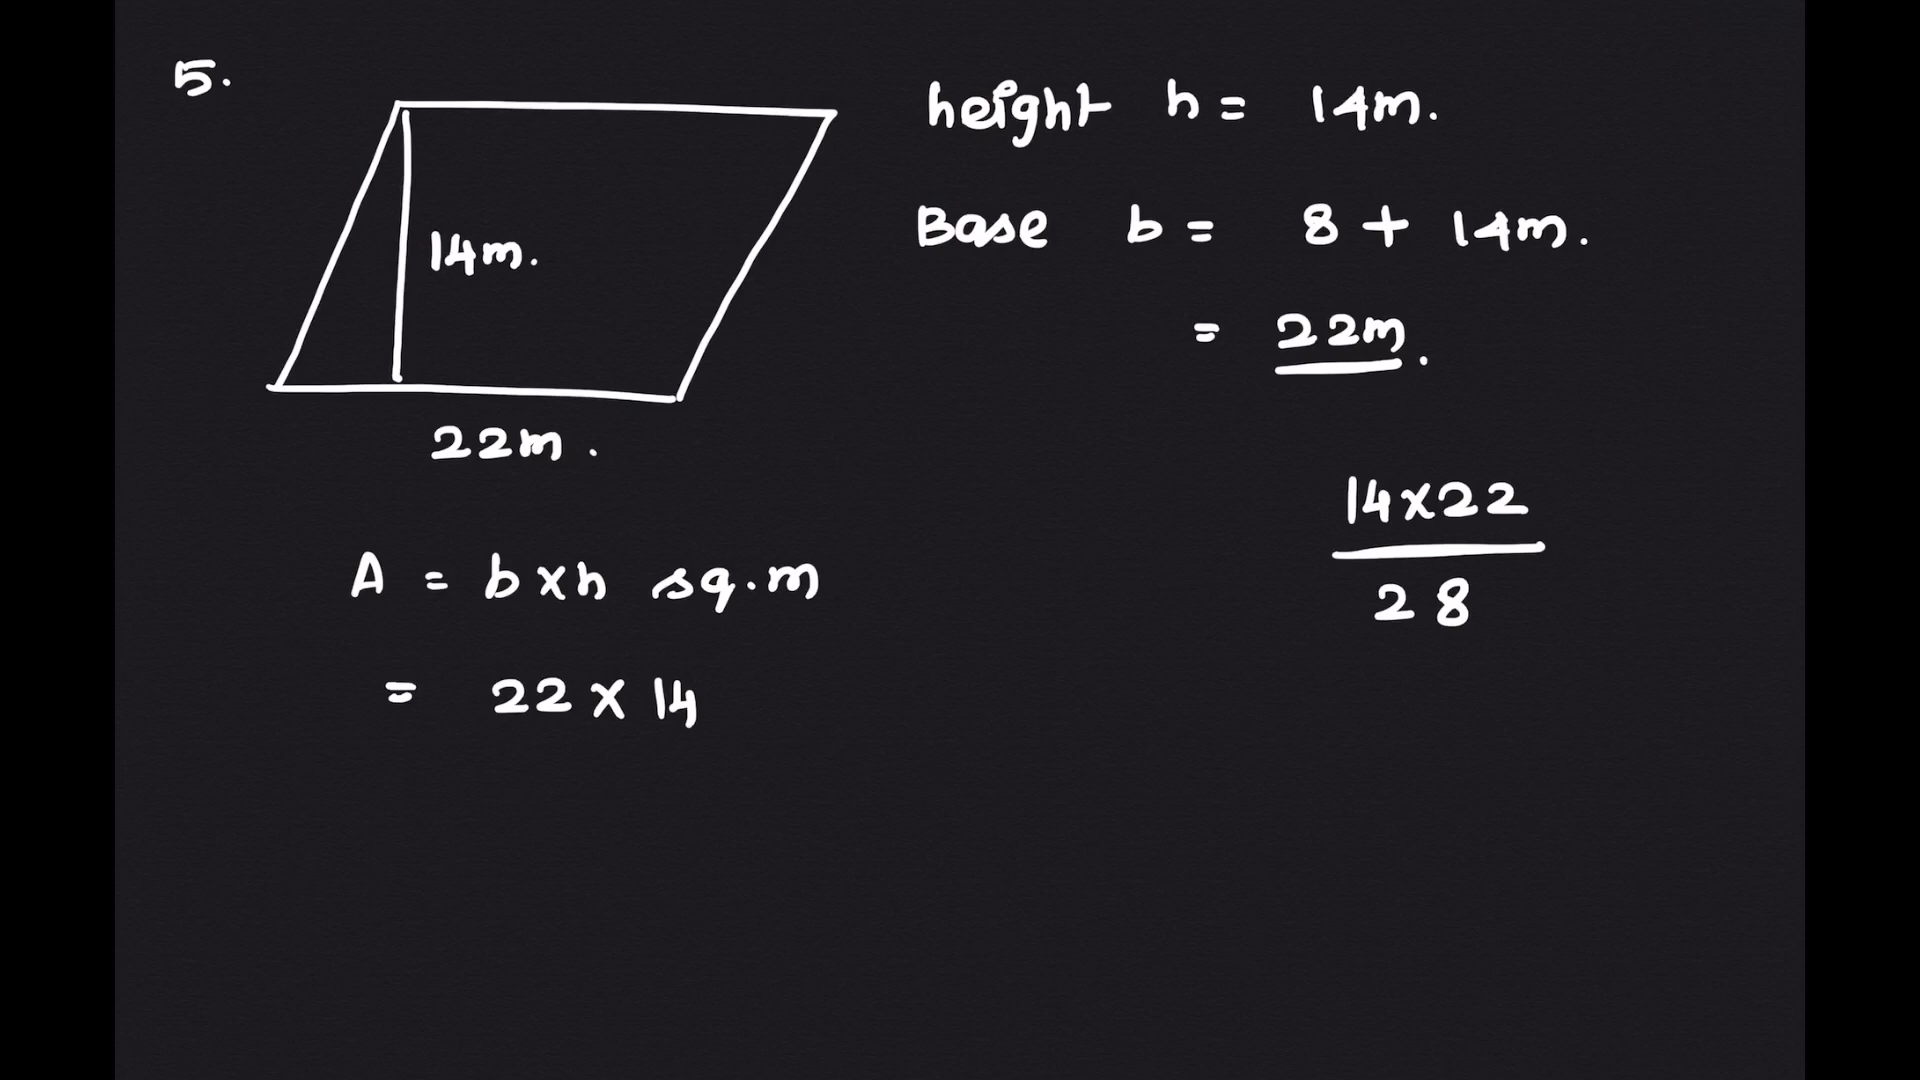 5.
14m.
22m.
height h = 14m.
Base b = 8 + 14m.
= 22m.
A = b x h sq.m
= 22 x 14
14x22
28